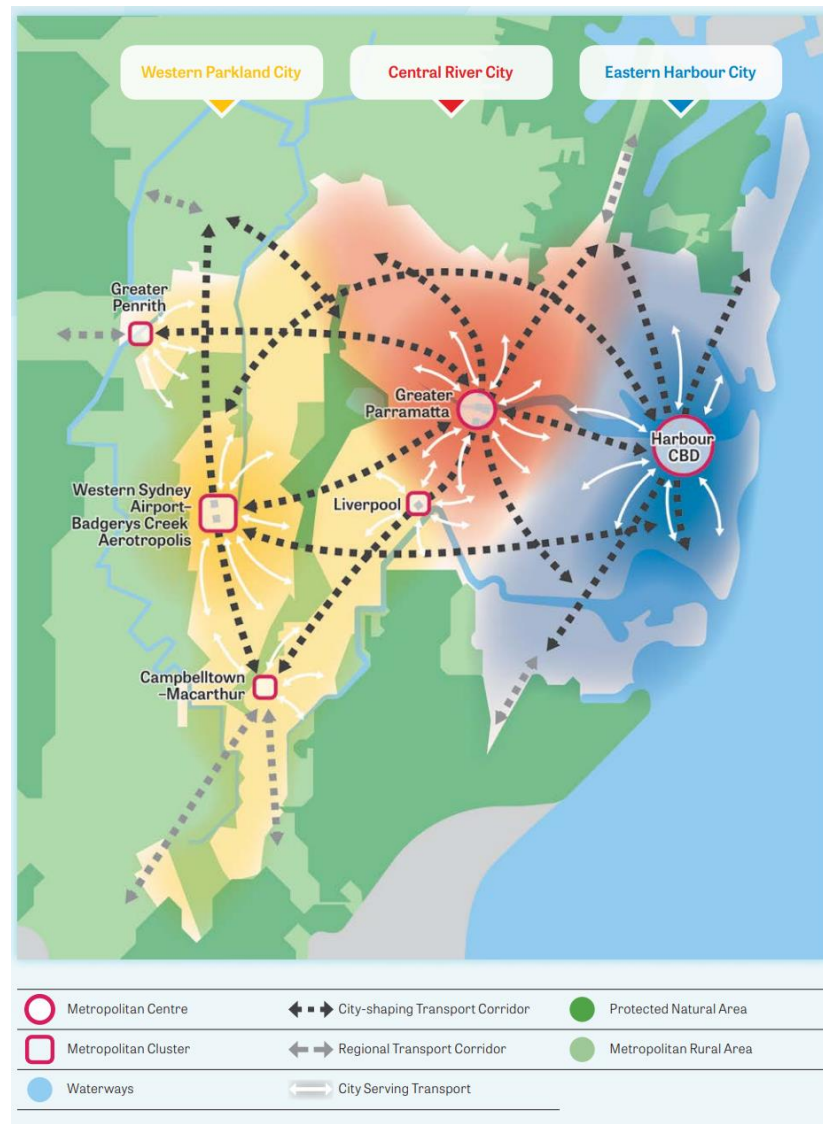 Western Parkland City
Central River City
Eastern Harbour City
Greater
Penrith
Greater
Parramatta
Harbour
CBD
Western Sydney
Airport–
Badgerys Creek
Aerotropolis
Liverpool
Campbelltown
–Macarthur
Metropolitan Centre
City-shaping Transport Corridor
Protected Natural Area
Metropolitan Cluster
Regional Transport Corridor
Metropolitan Rural Area
Waterways
City Serving Transport